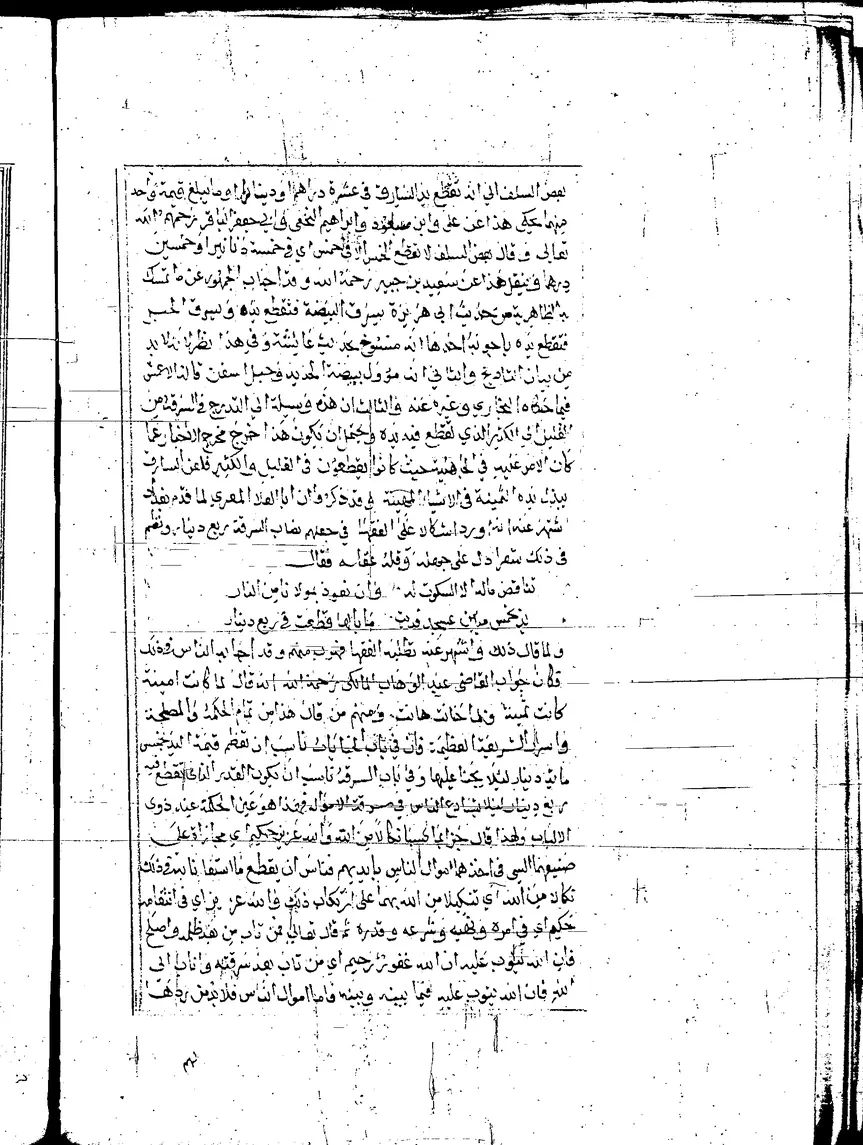 بعض السلف الى انه تقطع يد السارق في عشرة دراهم او دينار او ما يبلغ قيمة واحد
منهما يحكى هذا عن علي وابن مسعود وابراهيم النخعي وابي جعفر الباقر رحمهم الله
تعالى وقال بعض السلف لا تقطع الخمس الا في خمس اي في خمسة دنانير او خمسين
درهما وينقل هذا عن سعيد بن جبير رحمه الله وقد اجاب الجمهور عن ما تمسك
به الظاهرية من حديث ابي هريرة يسرق البيضة فتقطع يده ويسرق الحبل
فتقطع يده باجوبة احدها انه منسوخ بحديث عائشة وفي هذا نظر لانه لا بد
من بيان التاريخ والثاني انه مؤول ببيضة الحديد وحبل السفن قاله الاعمش
فيما حكاه البخاري وغيره عنه والثالث ان هذه وسيلة الى التدرج في السرقة من
القليل الى الكثير الذي تقطع فيه يده ويحتمل ان يكون هذا خرج مخرج الاخبار عما
كان الامر عليه في الجاهلية حيث كانوا يقطعون في القليل والكثير فلعن السارق
ببذل يده الثمينة في الاشياء المهينة وقد ذكروا ان ابا العلا المعري لما قدم بغداد
اشتهر عنه انه اورد اشكالا على الفقها في جعلهم نصاب السرقة ربع دينار ونظم
في ذلك شعرا دل على جهله وقلة عقله فقال
تناقض ماله الا السكوت له وان نعوذ بمولانا من النار
يد بخمس مئين عسجد فديت ما بالها قطعت في ربع دينار
ولما قال ذلك واشتهر عنه تطلبه الفقها فهرب منهم وقد اجابه الناس في ذلك
فكان جواب القاضي عبد الوهاب المالكي رحمه الله انه قال لما كانت امينة
كانت ثمينة ولما خانت هانت ومنهم من قال هذا من تمام الحكمة والمصلحة
واسرار الشريعة العظيمة فان في باب الجنايات ناسب ان تعظم قيمة اليد بخمس
مائة دينار لئلا يجنا عليها وفي باب السرقة ناسب ان يكون القدر الذي تقطع فيه
ربع دينار لئلا يتسارع الناس في سرقة الاموال فهذا هو عين الحكمة عند ذوي
الالباب ولهذا قال جزاء بما كسبا نكالا من الله والله عزيز حكيم اي مجازاة على
صنيعهما السي في اخذهما اموال الناس بايديهم فناسب ان يقطع ما استعانا به في ذلك
نكالا من الله اي تنكيلا من الله بهما على ارتكاب ذلك والله عزيز اي في انتقامه
حكيم اي في امره ونهيه وشرعه وقدره ثم قال تعالى فمن تاب من بعد ظلمه واصلح
فان الله يتوب عليه ان الله غفور رحيم اي من تاب بعد سرقته واناب الى
الله فان الله يتوب عليه فيما بينه وبينه فاما اموال الناس فلا بد من ردها